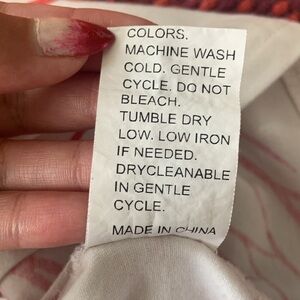 COLORS.
MACHINE WASH
COLD. GENTLE
CYCLE. DO NOT
BLEACH.
TUMBLE DRY
LOW. LOW IRON
IF NEEDED.
DRYCLEANABLE
IN GENTLE
CYCLE.
MADE IN CHINA